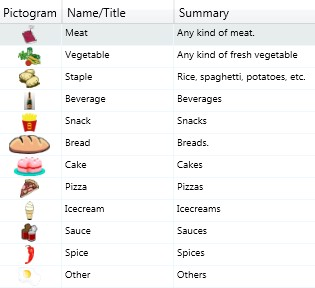 Pictogram Name/Title Summary
Meat Any kind of meat.
Vegetable Any kind of fresh vegetable
Staple Rice, spaghetti, potatoes, etc.
Beverage Beverages
Snack Snacks
Bread Breads.
Cake Cakes
Pizza Pizzas
Icecream Icecreams
Sauce Sauces
Spice Spices
Other Others